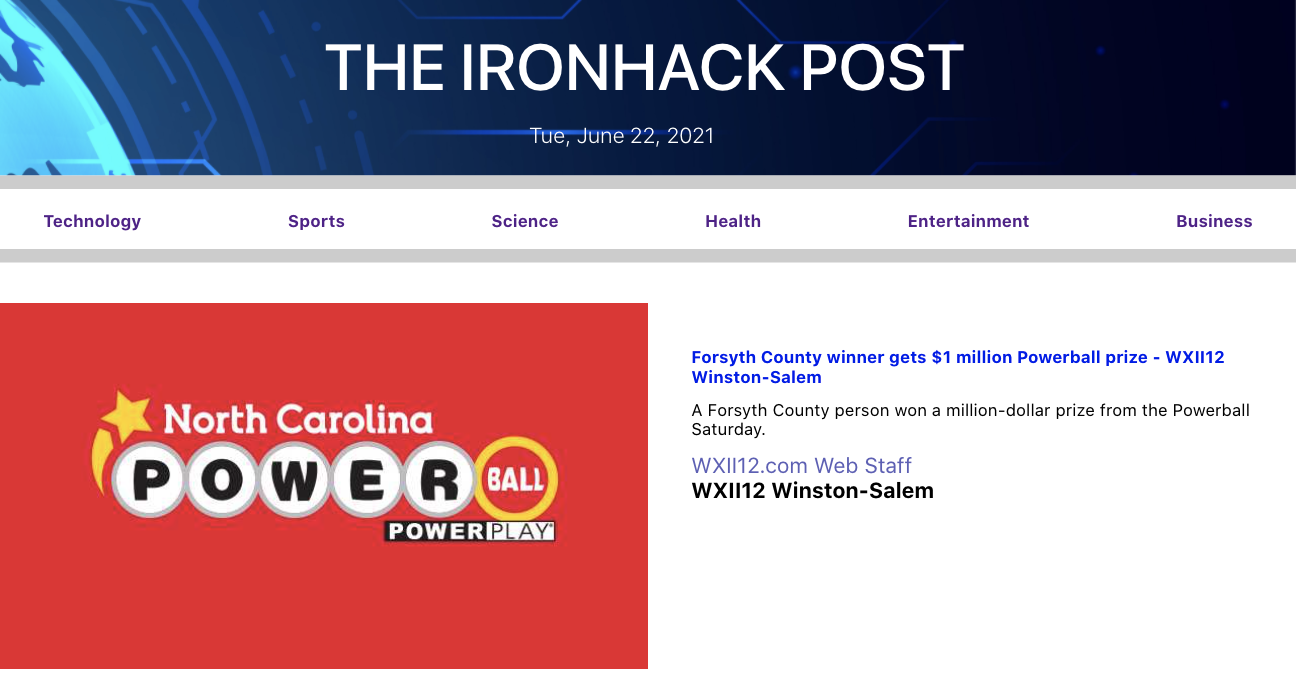 THE IRONHACK POST
Tue, June 22, 2021
Technology Sports Science Health Entertainment Business
North Carolina
POWER BALL
POWERPLAY®
Forsyth County winner gets $1 million Powerball prize - WXII12
Winston-Salem
A Forsyth County person won a million-dollar prize from the Powerball
Saturday.
WXII12.com Web Staff
WXII12 Winston-Salem